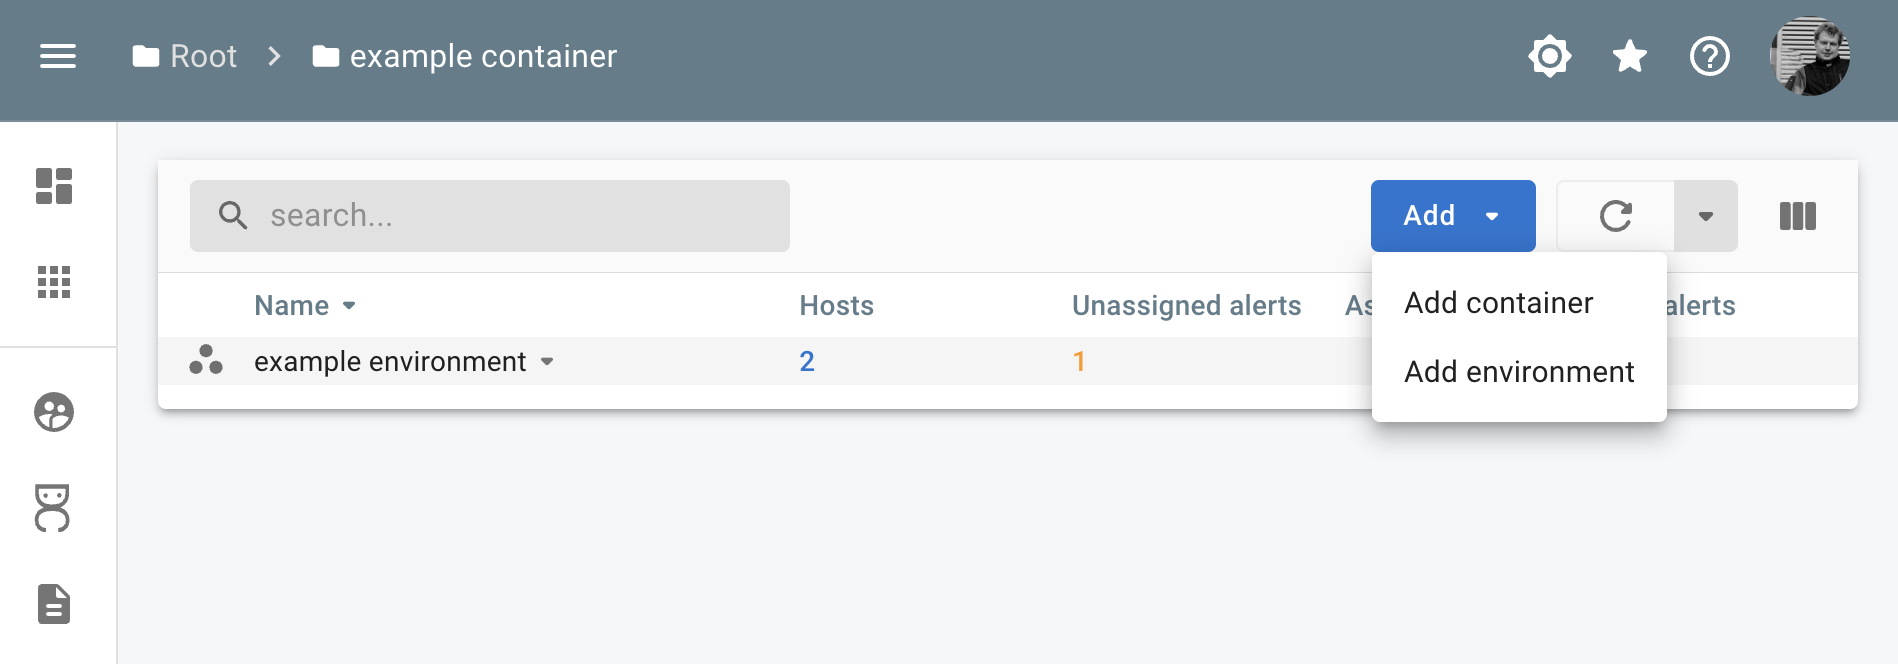 Root > example container
search...
Add
Add container
Add environment
Name Hosts Unassigned alerts As alerts
example environment 2 1